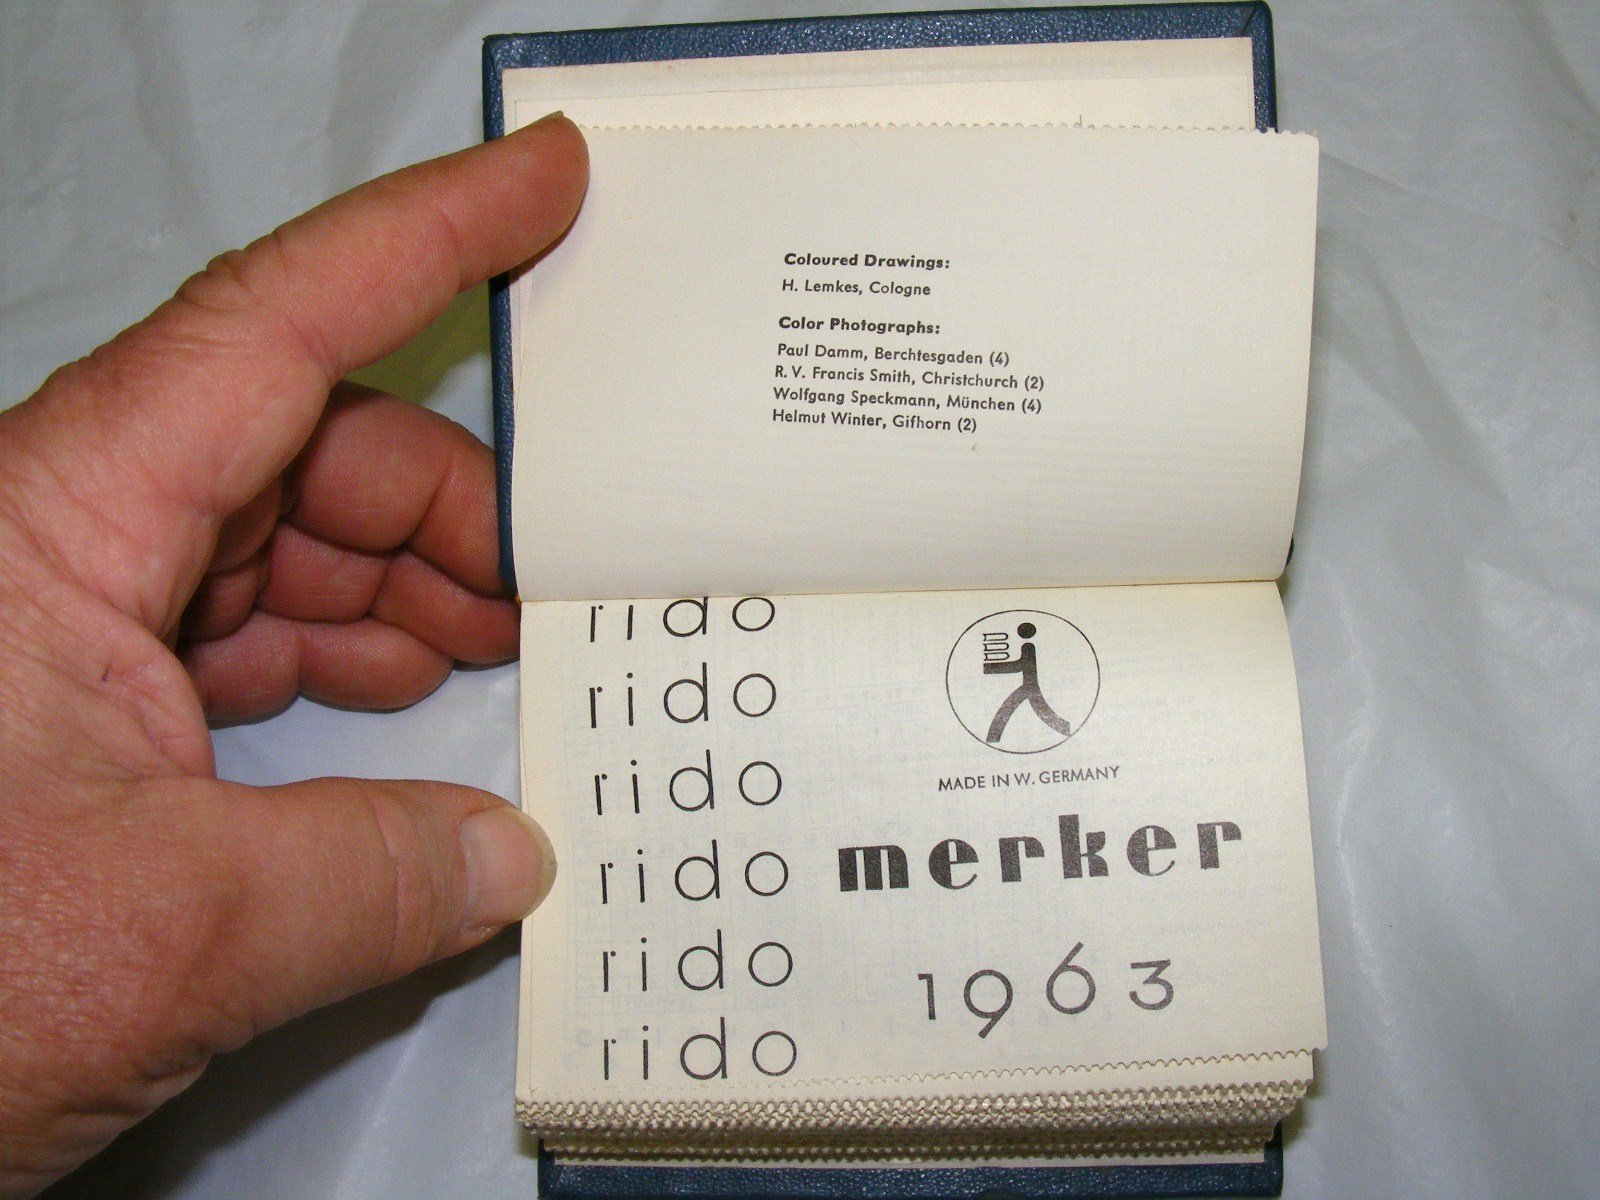 Coloured Drawings:
H. Lemkes, Cologne
Color Photographs:
Paul Damm, Berchtesgaden (4)
R. V. Francis Smith, Christchurch (2)
Wolfgang Speckmann, München (4)
Helmut Winter, Gifhorn (2)
rido
rido
rido
rido
rido
rido
MADE IN W. GERMANY
merker
1963